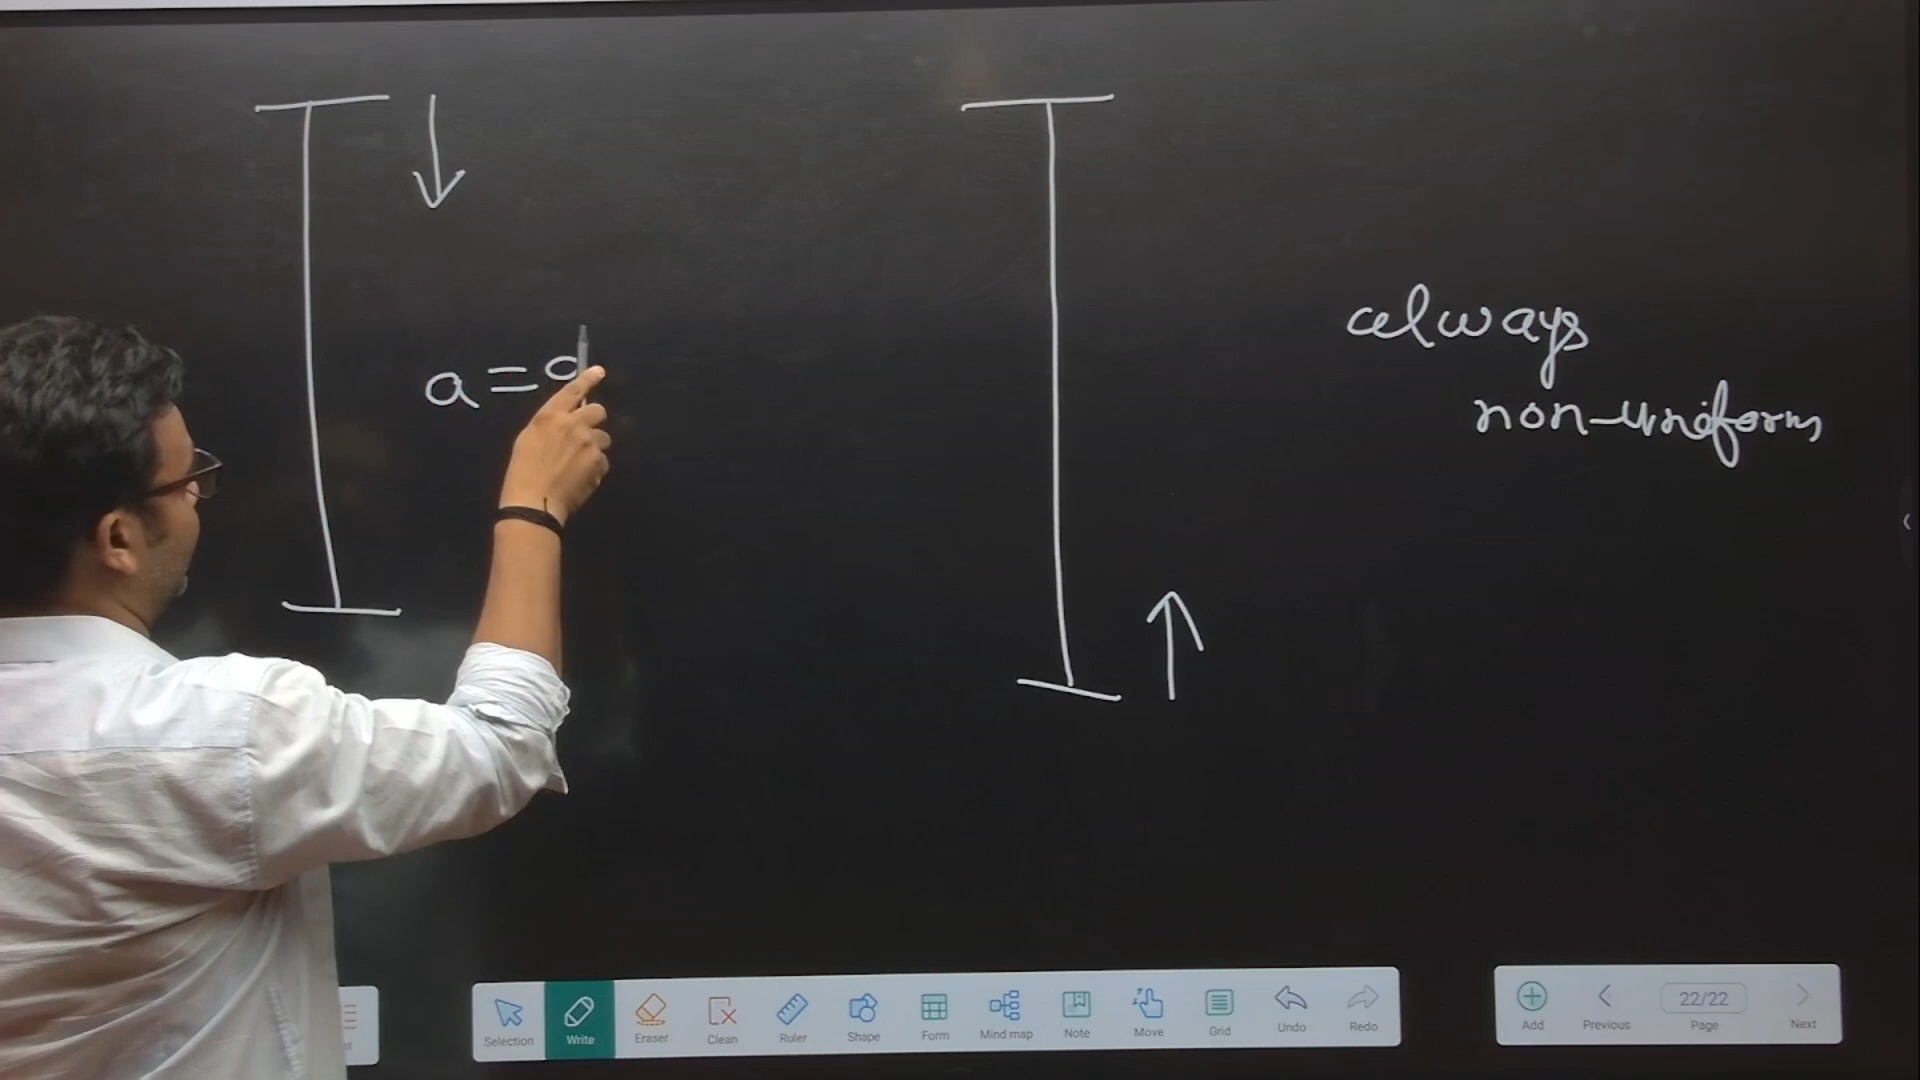 a =
always
non-uniform
Selection
Write
Eraser
Clean
Ruler
Shape
Form
Mind map
Note
Move
Grid
Undo
Redo
Add
Previous
22/22
Page
Next